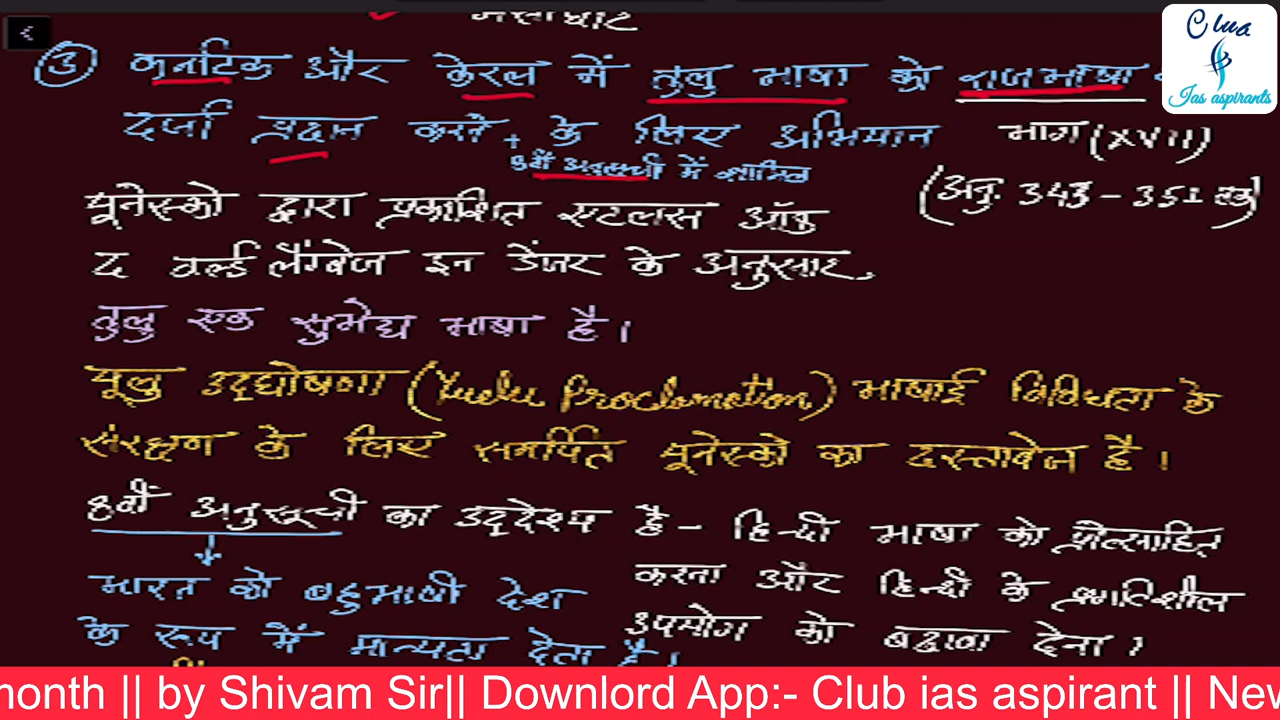 मसाघाट
Clua
Ias aspirants
③ कर्नाटक और केरल में तुलु भाषा को राजभाषा
दर्जा प्रदान करने + के लिए अभियान भाग (XVII)
8वीं अनुसूची में शामिल
(अनु. 343 - 351 तक)
यूनेस्को द्वारा प्रकाशित एटलस ऑफ
द वर्ल्ड लैंग्वेज इन डेंजर के अनुसार,
तुलु एक सुभेद्य भाषा है।
यूलु उद्घोषणा (Yuelu Proclamation) भाषाई विविधता के
संरक्षण के लिए समर्पित यूनेस्को का दस्तावेज है।
8वीं अनुसूची का उद्देश्य है - हिन्दी भाषा को प्रोत्साहित
करना और हिन्दी के प्रगतिशील
उपयोग को बढ़ावा देना।
भारत को बहुभाषी देश
के रूप में मान्यता देता है।
month || by Shivam Sir|| Downlord App:- Club ias aspirant || New